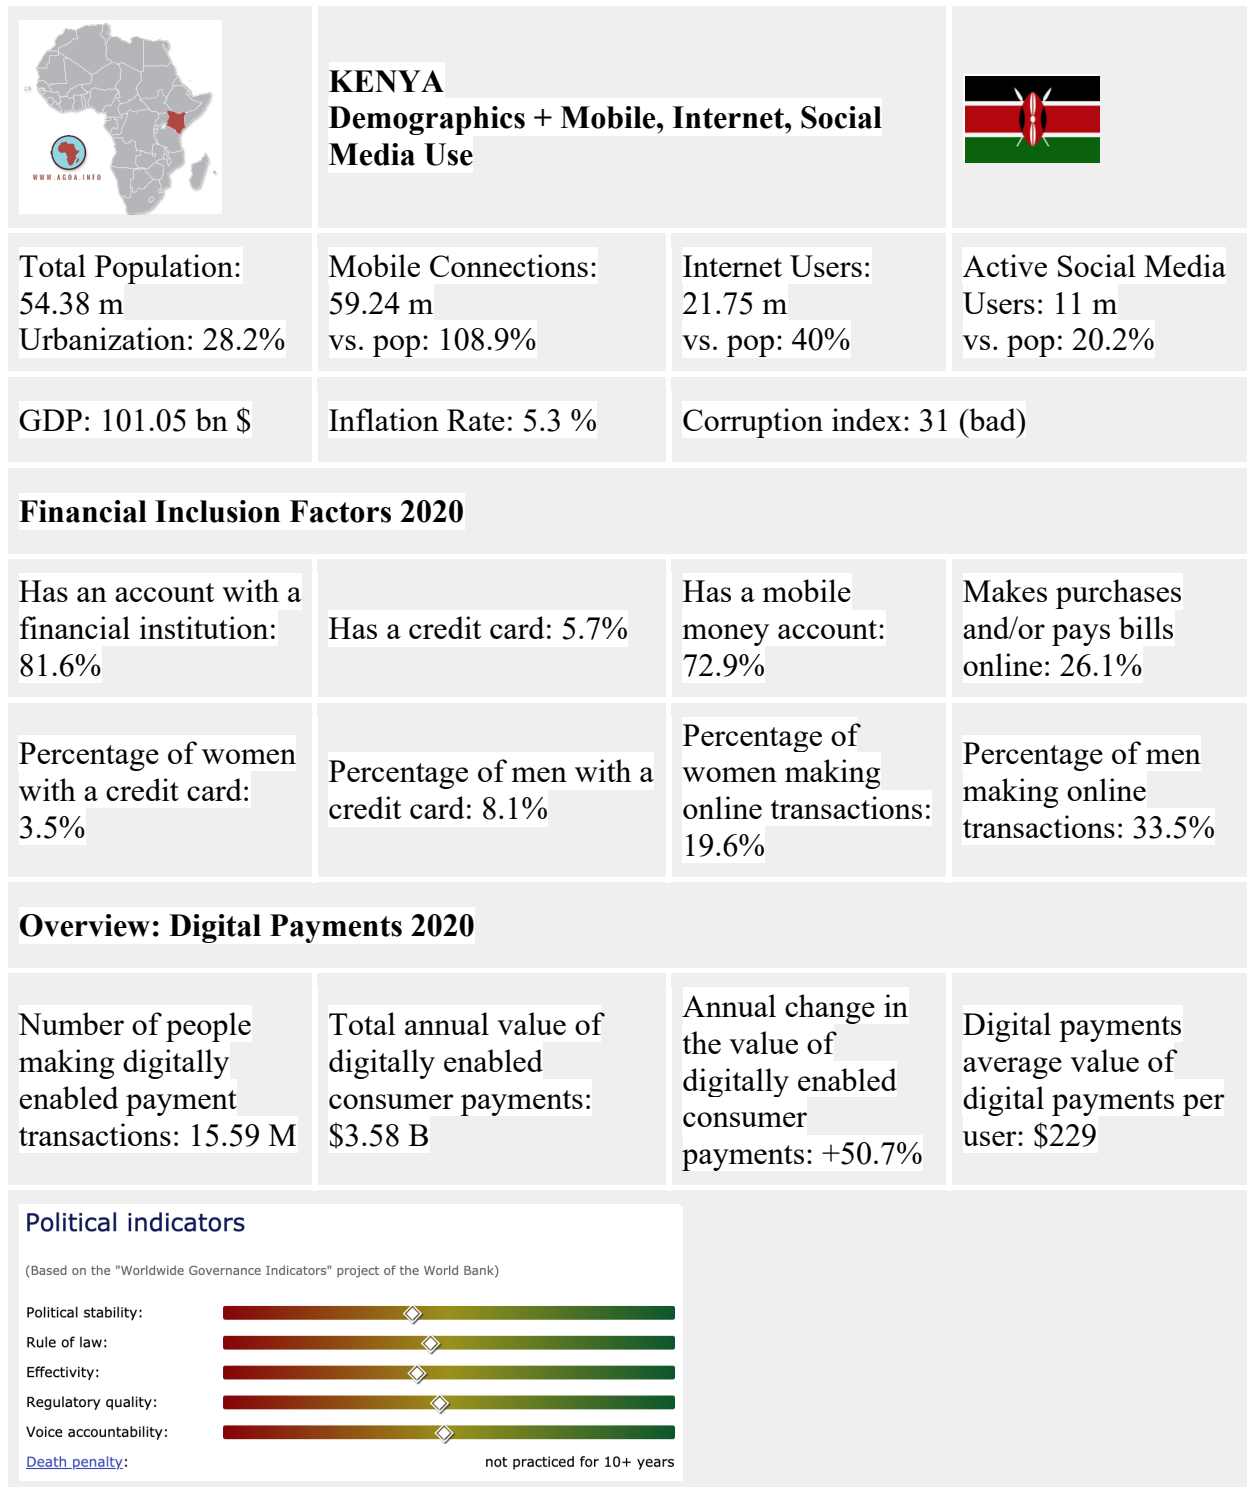 WWW.AGOA.INFO
KENYA
Demographics + Mobile, Internet, Social
Media Use
Total Population:
54.38 m
Urbanization: 28.2%
Mobile Connections:
59.24 m
vs. pop: 108.9%
Internet Users:
21.75 m
vs. pop: 40%
Active Social Media
Users: 11 m
vs. pop: 20.2%
GDP: 101.05 bn $
Inflation Rate: 5.3 %
Corruption index: 31 (bad)
Financial Inclusion Factors 2020
Has an account with a
financial institution:
81.6%
Has a credit card: 5.7%
Has a mobile
money account:
72.9%
Makes purchases
and/or pays bills
online: 26.1%
Percentage of women
with a credit card:
3.5%
Percentage of men with a
credit card: 8.1%
Percentage of
women making
online transactions:
19.6%
Percentage of men
making online
transactions: 33.5%
Overview: Digital Payments 2020
Number of people
making digitally
enabled payment
transactions: 15.59 M
Total annual value of
digitally enabled
consumer payments:
$3.58 B
Annual change in
the value of
digitally enabled
consumer
payments: +50.7%
Digital payments
average value of
digital payments per
user: $229
Political indicators
(Based on the "Worldwide Governance Indicators" project of the World Bank)
Political stability:
Rule of law:
Effectivity:
Regulatory quality:
Voice accountability:
Death penalty: not practiced for 10+ years